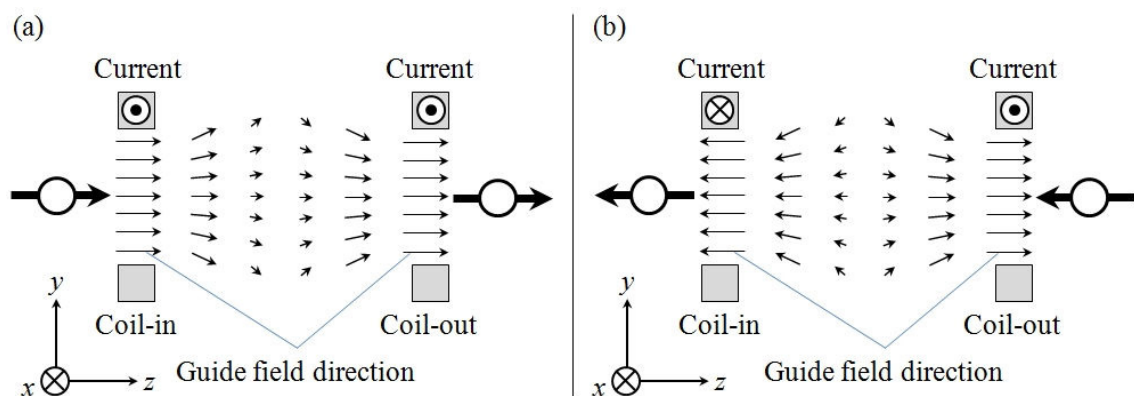 (a)
Current
Current
y
Coil-in
Coil-out
x
z
Guide field direction
(b)
Current
Current
y
Coil-in
Coil-out
x
z
Guide field direction